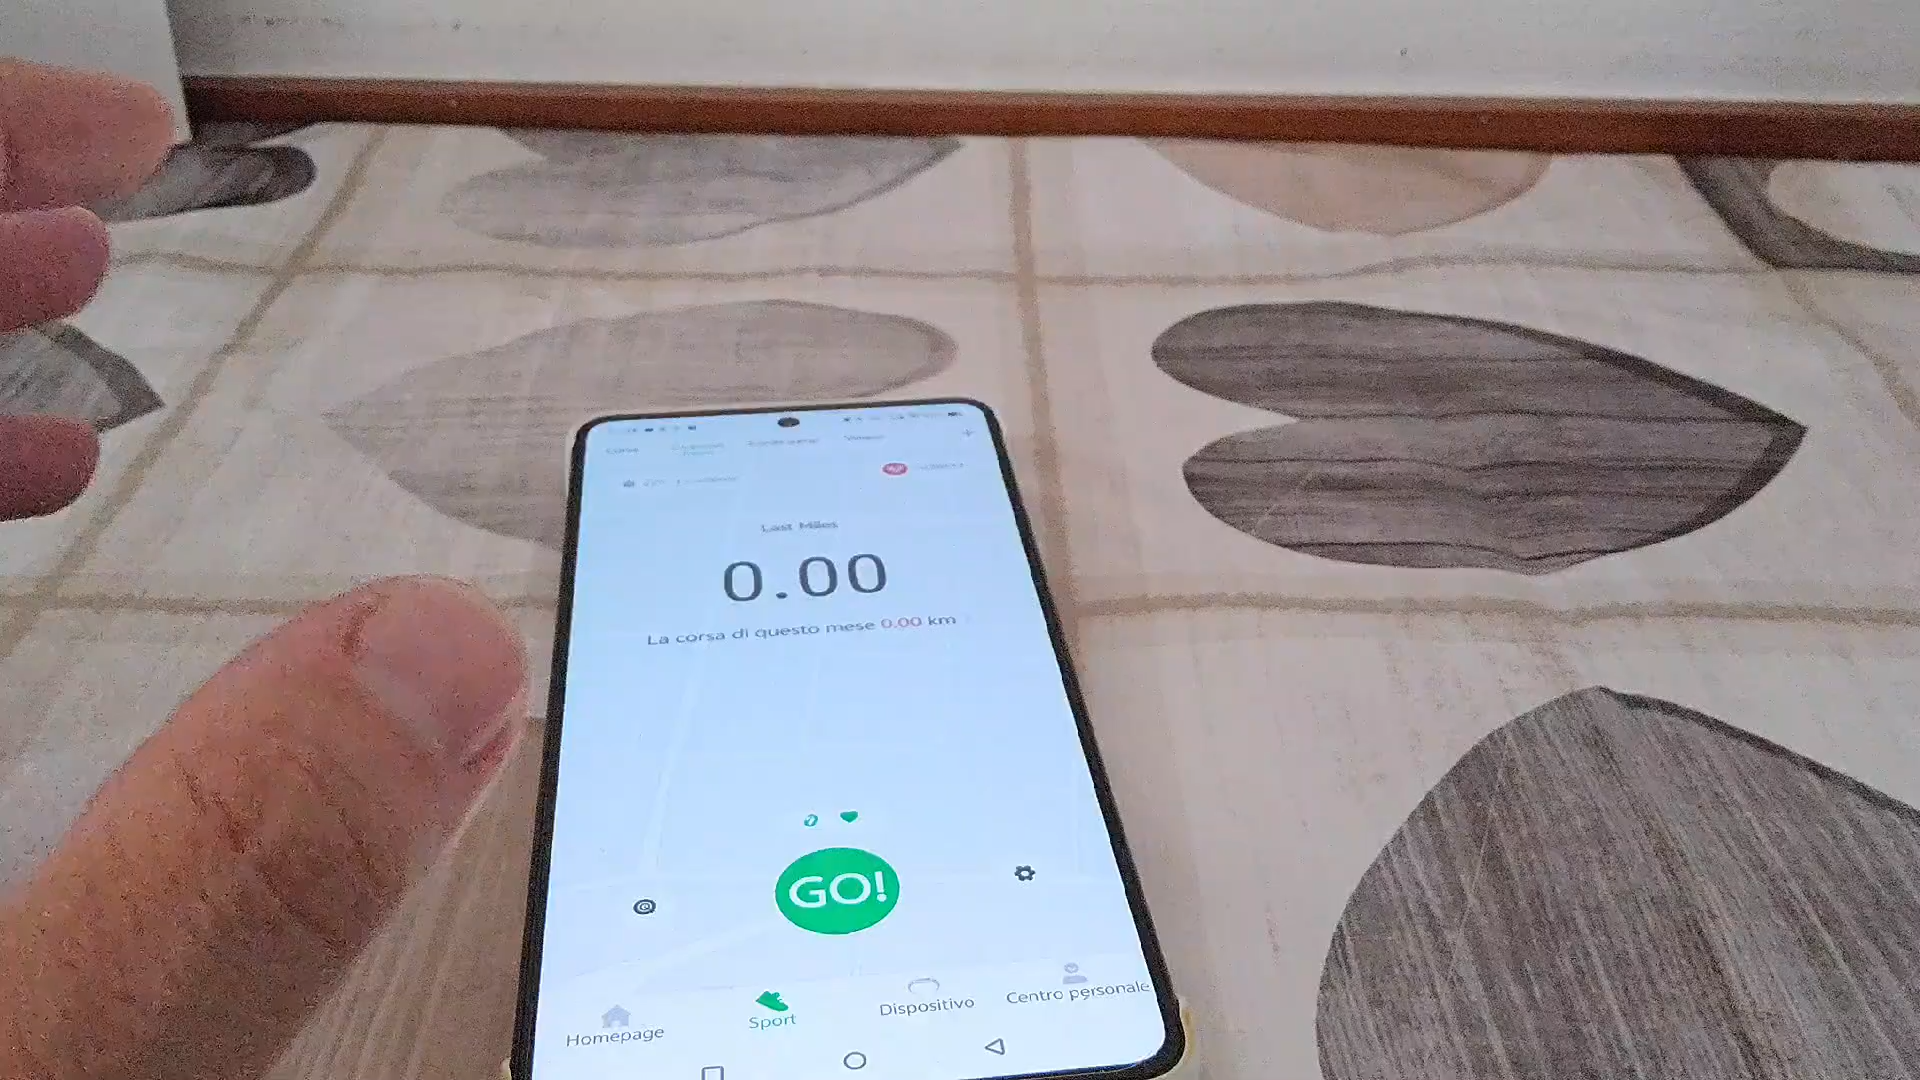 Last Miles
0.00
La corsa di questo mese 0.00 km
GO!
Homepage
Sport
Dispositivo
Centro personale